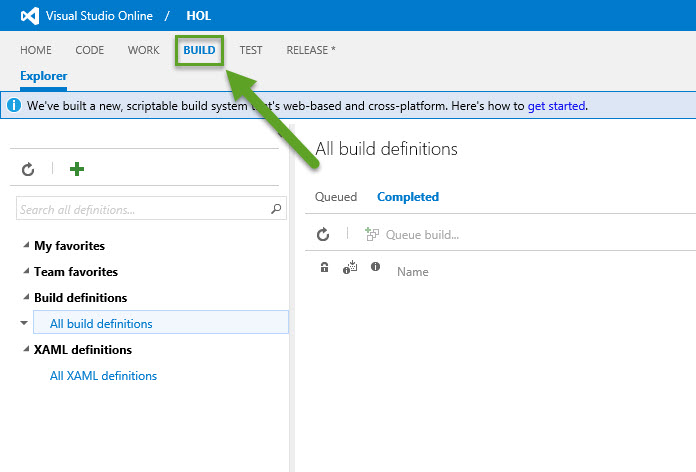 Visual Studio Online / HOL
HOME CODE WORK BUILD TEST RELEASE *
Explorer
We've built a new, scriptable build system that's web-based and cross-platform. Here's how to get started.
All build definitions
Queued Completed
Search all definitions...
Queue build...
My favorites
Name
Team favorites
Build definitions
All build definitions
XAML definitions
All XAML definitions